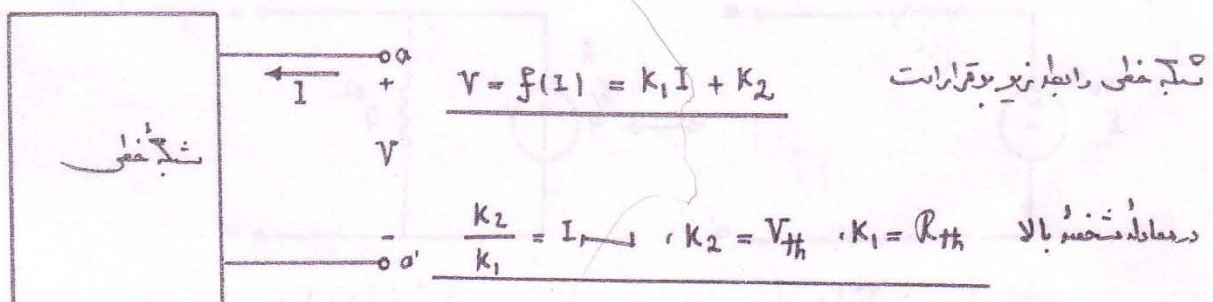 شبکه خطی رابطه زیر برقرار است
V = f(I) = K₁I + K₂
a
I
+
V
شبکه خطی
-
a'
در معادله مشخصه بالا K₁ = R_th ، K₂ = V_th ، K₂/K₁ = I